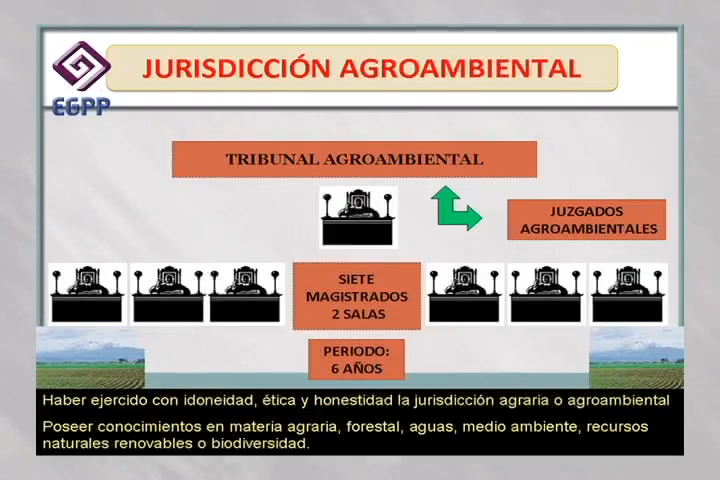 JURISDICCIÓN AGROAMBIENTAL
EGPP
TRIBUNAL AGROAMBIENTAL
JUZGADOS
AGROAMBIENTALES
SIETE
MAGISTRADOS
2 SALAS
PERIODO:
6 AÑOS
Haber ejercido con idoneidad, ética y honestidad la jurisdicción agraria o agroambiental
Poseer conocimientos en materia agraria, forestal, aguas, medio ambiente, recursos
naturales renovables o biodiversidad.